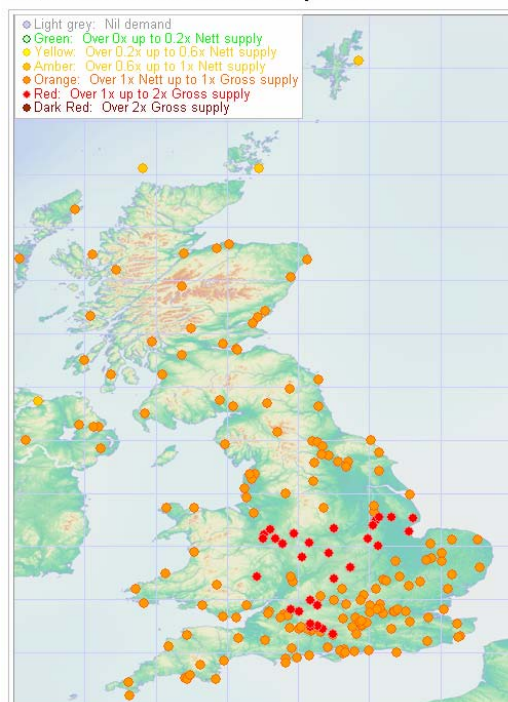 Light grey: Nil demand
Green: Over 0x up to 0.2x Nett supply
Yellow: Over 0.2x up to 0.6x Nett supply
Amber: Over 0.6x up to 1x Nett supply
Orange: Over 1x Nett up to 1x Gross supply
Red: Over 1x up to 2x Gross supply
Dark Red: Over 2x Gross supply